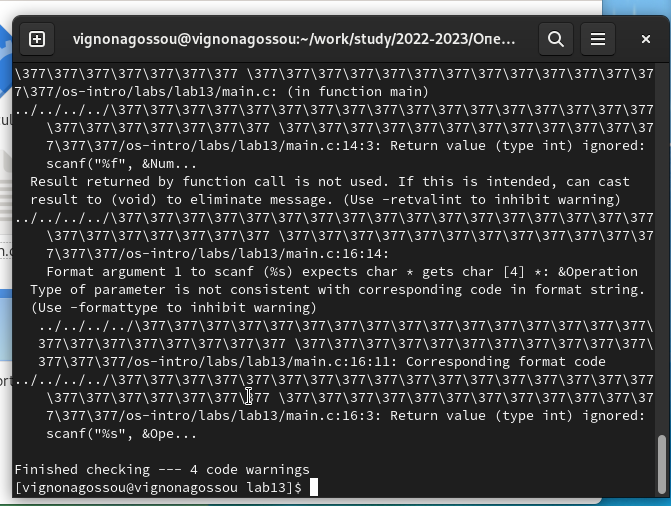 vignonagossou@vignonagossou:~/work/study/2022-2023/Опе...
\377\377\377\377\377\377\377 \377\377\377\377\377\377\377\377\377\377\377\377\37
7\377/os-intro/labs/lab13/main.c: (in function main)
../../../../\377\377\377\377\377\377\377\377\377\377\377\377\377\377\377\377\377
\377\377\377\377\377\377\377 \377\377\377\377\377\377\377\377\377\377\377\37
7\377\377/os-intro/labs/lab13/main.c:14:3: Return value (type int) ignored:
scanf("%f", &Num...
Result returned by function call is not used. If this is intended, can cast
result to (void) to eliminate message. (Use -retvalint to inhibit warning)
../../../../\377\377\377\377\377\377\377\377\377\377\377\377\377\377\377\377\377
\377\377\377\377\377\377\377 \377\377\377\377\377\377\377\377\377\377\377\37
7\377\377/os-intro/labs/lab13/main.c:16:14:
Format argument 1 to scanf (%s) expects char * gets char [4] *: &Operation
Type of parameter is not consistent with corresponding code in format string.
(Use -formattype to inhibit warning)
../../../../\377\377\377\377\377\377\377\377\377\377\377\377\377\377\377\377\
377\377\377\377\377\377\377\377 \377\377\377\377\377\377\377\377\377\377\377\
377\377\377/os-intro/labs/lab13/main.c:16:11: Corresponding format code
../../../../\377\377\377\377\377\377\377\377\377\377\377\377\377\377\377\377\377
\377\377\377\377\377\377\377 \377\377\377\377\377\377\377\377\377\377\377\37
7\377\377/os-intro/labs/lab13/main.c:16:3: Return value (type int) ignored:
scanf("%s", &Ope...
Finished checking --- 4 code warnings
[vignonagossou@vignonagossou lab13]$